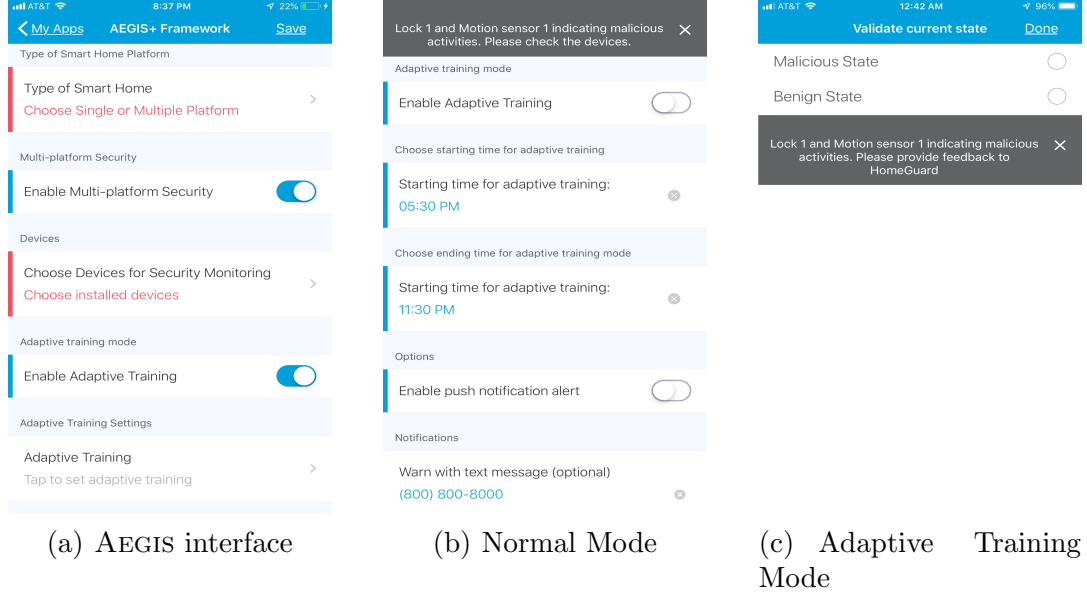 AT&T 8:37 PM 22%
My Apps AEGIS+ Framework Save
Type of Smart Home Platform
Type of Smart Home
Choose Single or Multiple Platform
Multi-platform Security
Enable Multi-platform Security
Devices
Choose Devices for Security Monitoring
Choose installed devices
Adaptive training mode
Enable Adaptive Training
Adaptive Training Settings
Adaptive Training
Tap to set adaptive training
(a) AEGIS interface
Lock 1 and Motion sensor 1 indicating malicious
activities. Please check the devices.
Adaptive training mode
Enable Adaptive Training
Choose starting time for adaptive training
Starting time for adaptive training:
05:30 PM
Choose ending time for adaptive training mode
Starting time for adaptive training:
11:30 PM
Options
Enable push notification alert
Notifications
Warn with text message (optional)
(800) 800-8000
(b) Normal Mode
AT&T 12:42 AM 96%
Validate current state Done
Malicious State
Benign State
Lock 1 and Motion sensor 1 indicating malicious
activities. Please provide feedback to
HomeGuard
(c) Adaptive Training
Mode